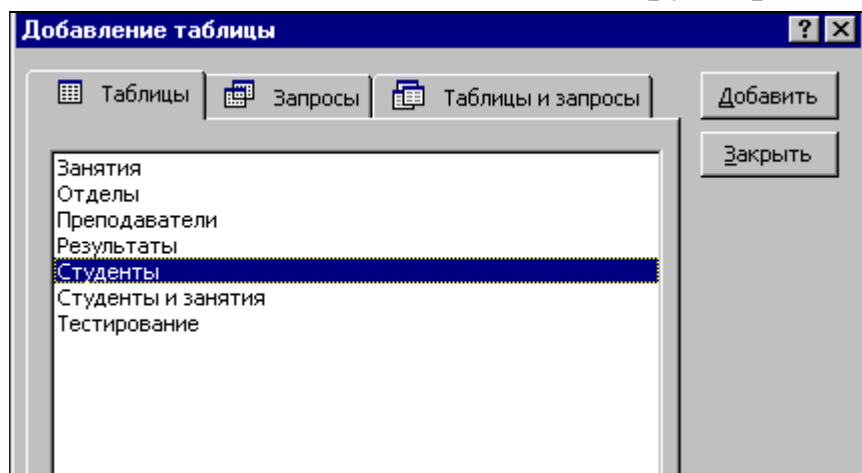 Добавление таблицы
Таблицы Запросы Таблицы и запросы
Добавить
Закрыть
Занятия
Отделы
Преподаватели
Результаты
Студенты
Студенты и занятия
Тестирование